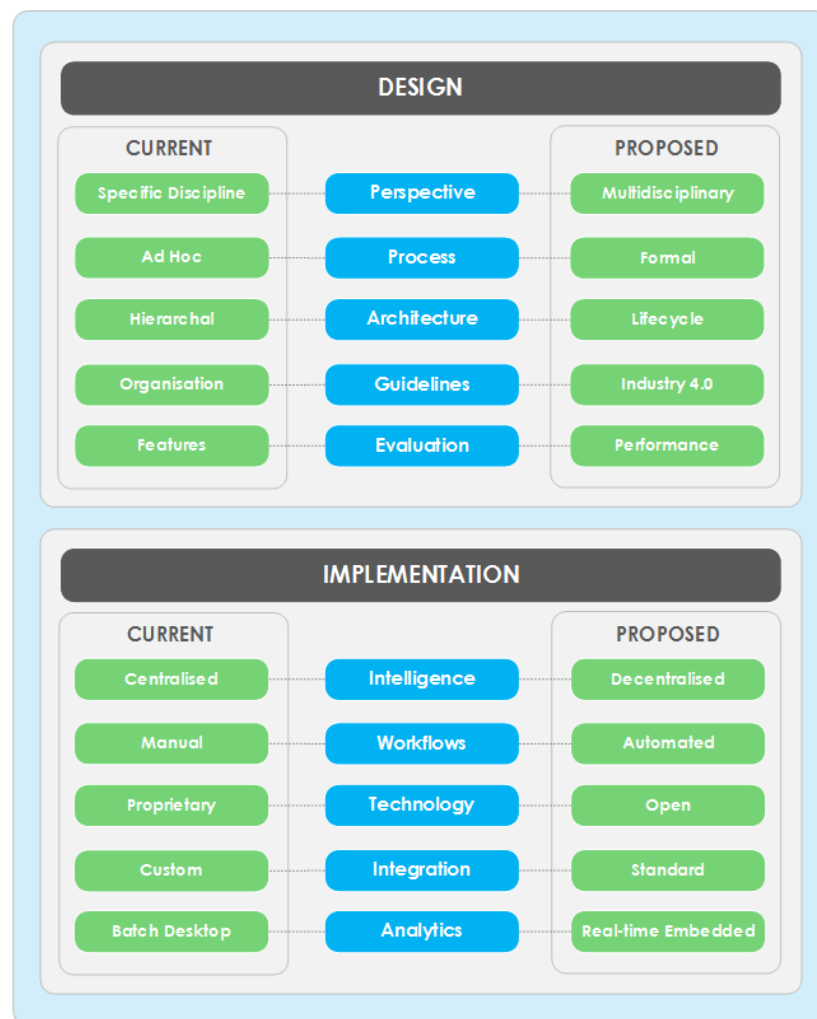 DESIGN
CURRENT
PROPOSED
Specific Discipline
Perspective
Multidisciplinary
Ad Hoc
Process
Formal
Hierarchal
Architecture
Lifecycle
Organisation
Guidelines
Industry 4.0
Features
Evaluation
Performance
IMPLEMENTATION
CURRENT
PROPOSED
Centralised
Intelligence
Decentralised
Manual
Workflows
Automated
Proprietary
Technology
Open
Custom
Integration
Standard
Batch Desktop
Analytics
Real-time Embedded